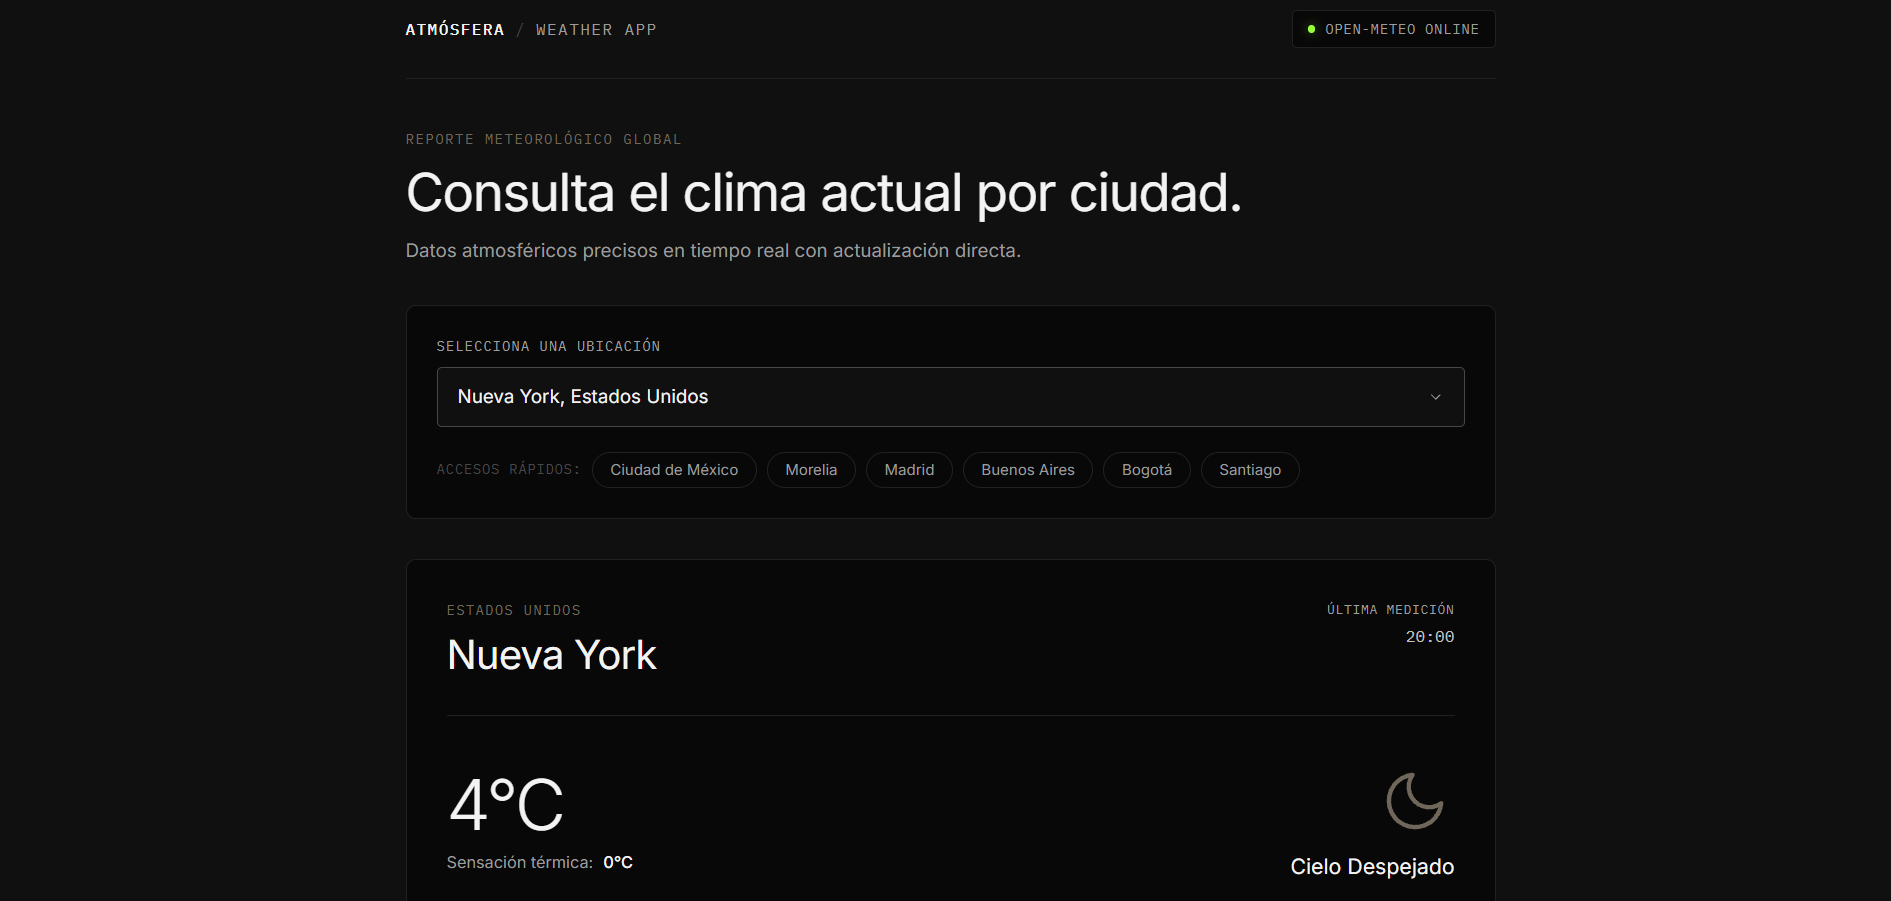 ATMÓSFERA / WEATHER APP
OPEN-METEO ONLINE
REPORTE METEOROLÓGICO GLOBAL
Consulta el clima actual por ciudad.
Datos atmosféricos precisos en tiempo real con actualización directa.
SELECCIONA UNA UBICACIÓN
Nueva York, Estados Unidos
ACCESOS RÁPIDOS: Ciudad de México Morelia Madrid Buenos Aires Bogotá Santiago
ESTADOS UNIDOS
Nueva York
ÚLTIMA MEDICIÓN
20:00
4°C
Sensación térmica: 0°C
Cielo Despejado